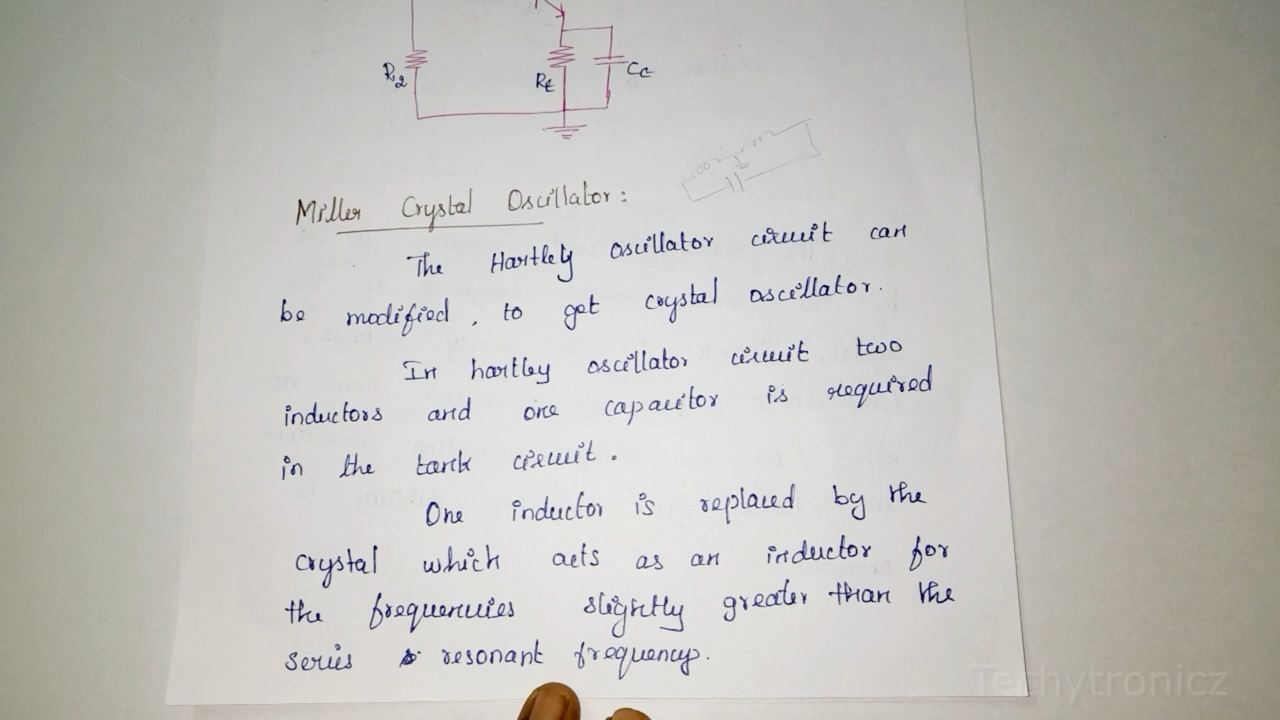 R2
RE
CC
Miller Crystal Oscillator:
The Hartley oscillator circuit can
be modified, to get crystal oscillator.
In hartley oscillator circuit two
inductors and one capacitor is required
in the tank circuit.
One inductor is replaced by the
crystal which acts as an inductor for
the frequencies slightly greater than the
series resonant frequency.
Techytronicz